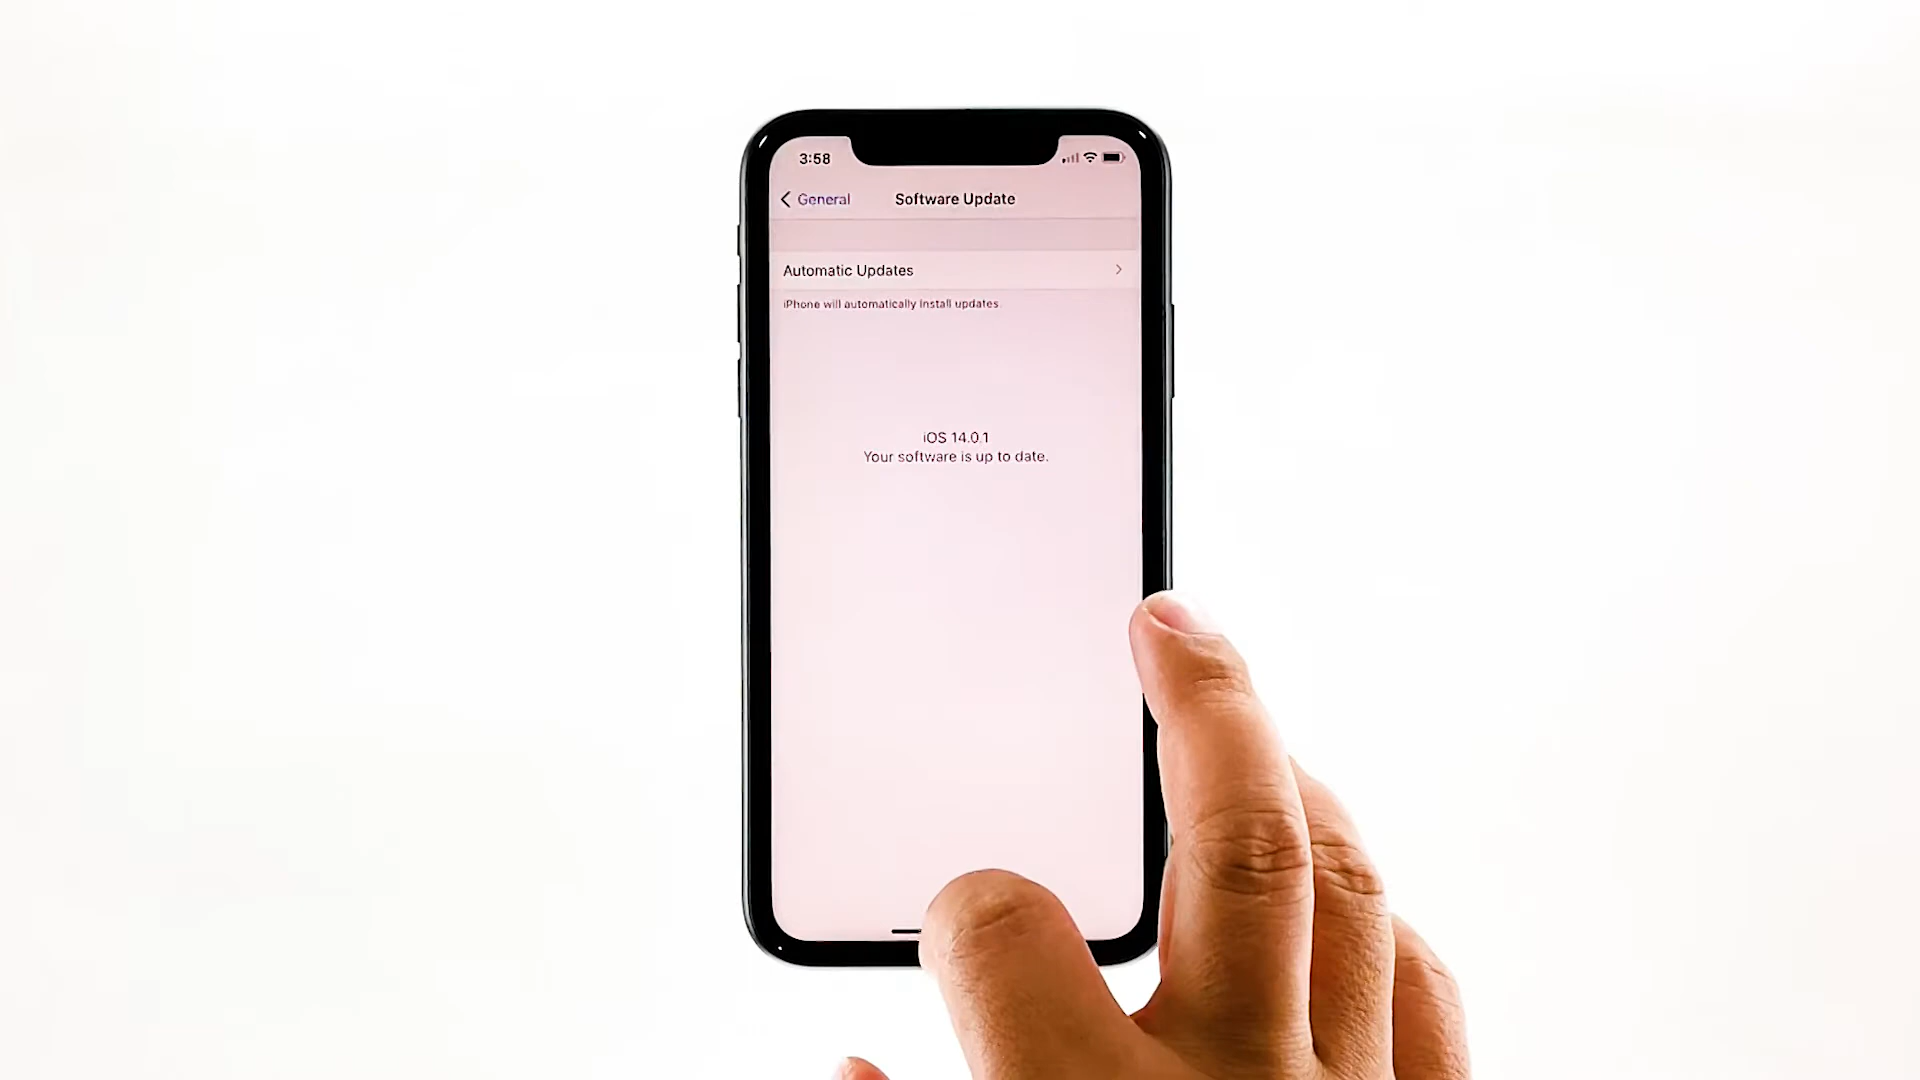 3:58
General
Software Update
Automatic Updates
iPhone will automatically install updates.
iOS 14.0.1
Your software is up to date.